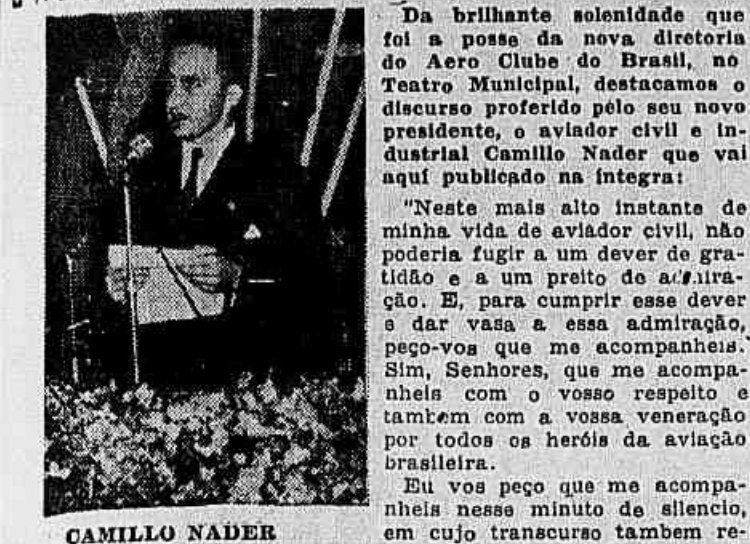 Da brilhante solenidade que
foi a posse da nova diretoria
do Aero Clube do Brasil, no
Teatro Municipal, destacamos o
discurso proferido pelo seu novo
presidente, o aviador civil e in-
dustrial Camillo Nader que vai
aqui publicado na integra:
"Neste mais alto instante de
minha vida de aviador civil, não
poderia fugir a um dever de gra-
tidão e a um preito de admira-
ção. E, para cumprir esse dever
e dar vasa a essa admiração,
peço-vos que me acompanheis.
Sim, Senhores, que me acompa-
nheis com o vosso respeito e
tambem com a vossa veneração
por todos os heróis da aviação
brasileira.
Eu vos peço que me acompa-
nheis nesse minuto de silencio,
em cujo transcurso tambem re-
CAMILLO NADER